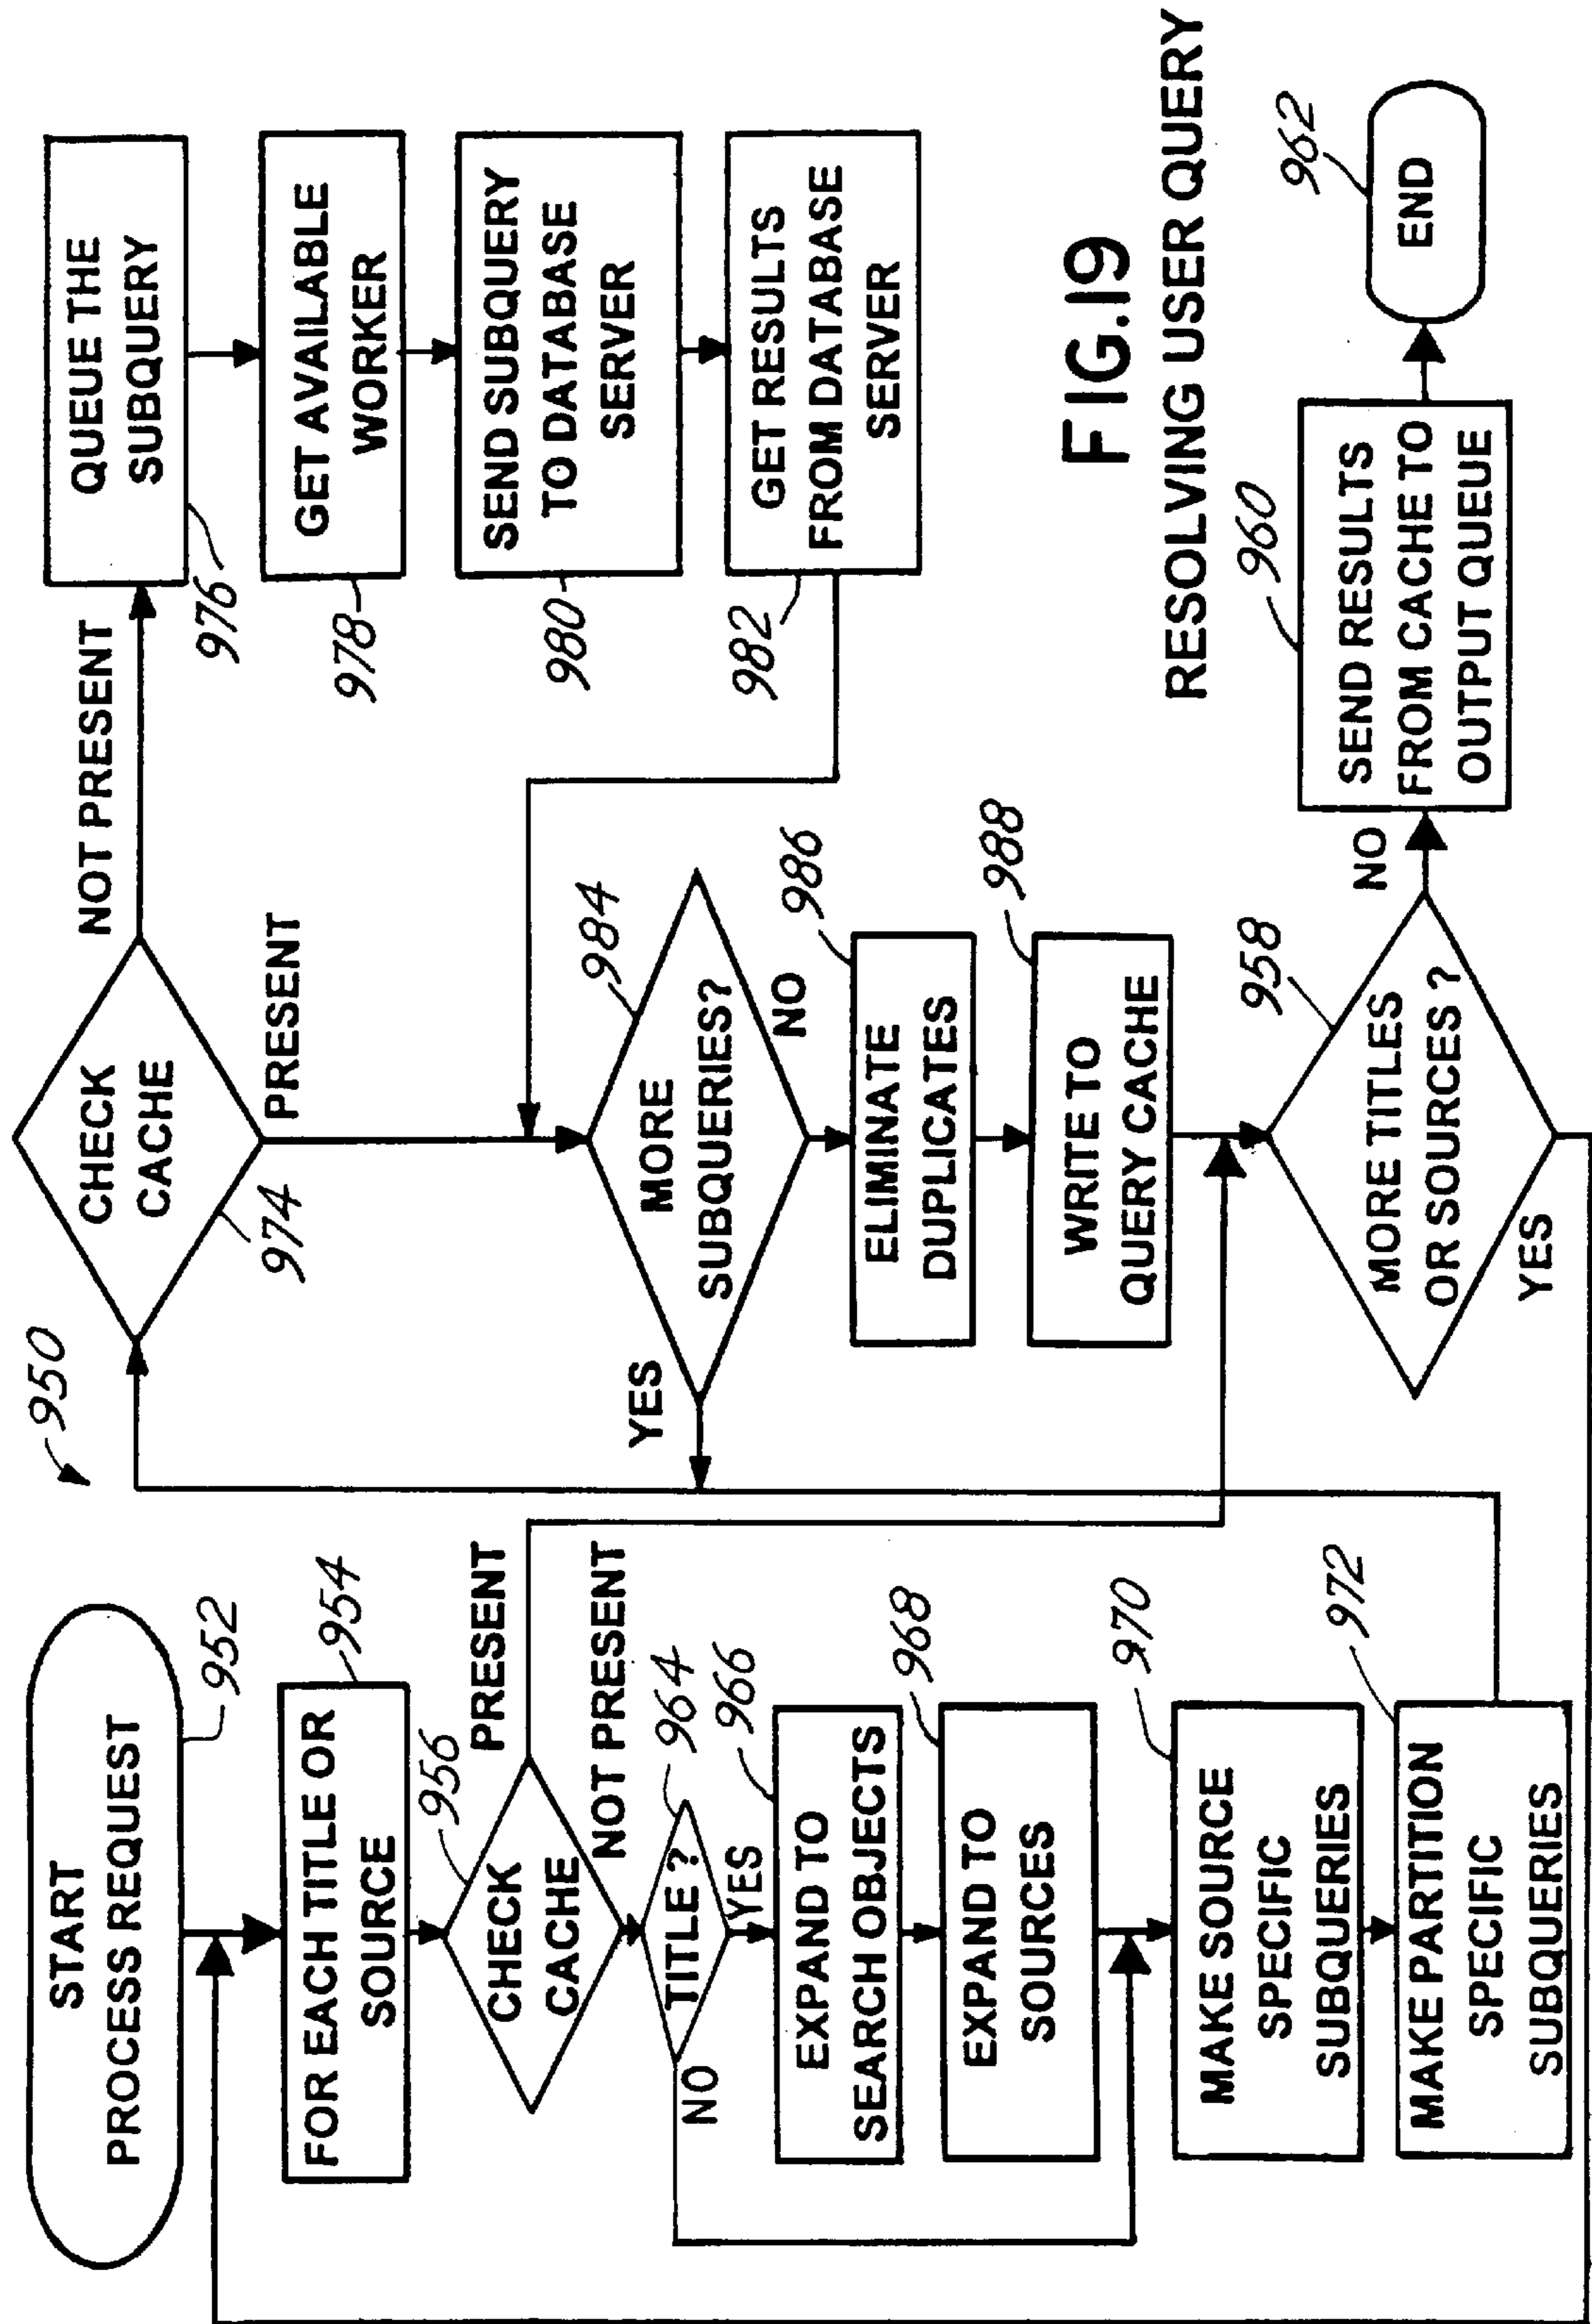 950
START
PROCESS REQUEST
952
FOR EACH TITLE OR
SOURCE
954
CHECK
CACHE
956
PRESENT
NOT PRESENT
TITLE ?
964
NO
YES
EXPAND TO
SEARCH OBJECTS
966
EXPAND TO
SOURCES
968
MAKE SOURCE
SPECIFIC
SUBQUERIES
970
MAKE PARTITION
SPECIFIC
SUBQUERIES
972
CHECK
CACHE
974
NOT PRESENT
PRESENT
MORE
SUBQUERIES?
984
YES
NO
ELIMINATE
DUPLICATES
986
WRITE TO
QUERY CACHE
988
MORE TITLES
OR SOURCES ?
958
NO
YES
QUEUE THE
SUBQUERY
976
GET AVAILABLE
WORKER
978
SEND SUBQUERY
TO DATABASE
SERVER
980
GET RESULTS
FROM DATABASE
SERVER
982
SEND RESULTS
FROM CACHE TO
OUTPUT QUEUE
960
END
962
FIG.19
RESOLVING USER QUERY